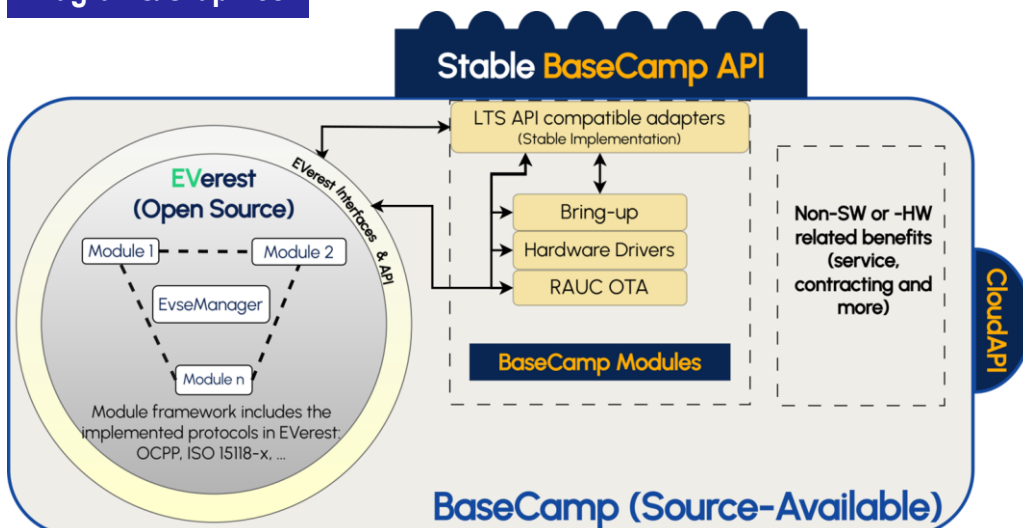 Stable BaseCamp API
LTS API compatible adapters
(Stable Implementation)
EVerest Interfaces & API
EVerest
(Open Source)
Module 1
Module 2
EvseManager
Module n
Module framework includes the
implemented protocols in EVerest:
OCPP, ISO 15118-x, ...
Bring-up
Hardware Drivers
RAUC OTA
BaseCamp Modules
Non-SW or -HW
related benefits
(service,
contracting and
more)
CloudAPI
BaseCamp (Source-Available)